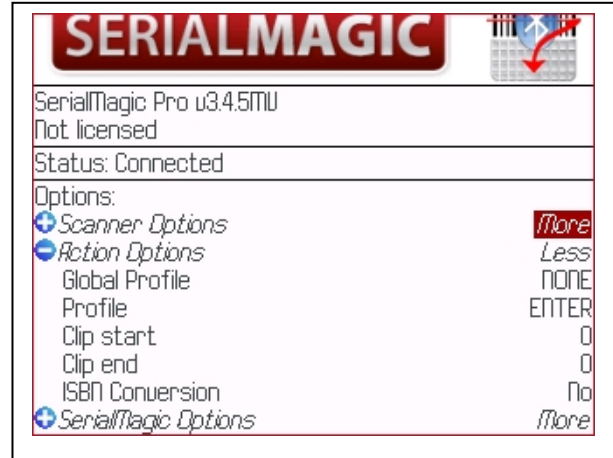 SERIALMAGIC
SerialMagic Pro v3.4.5MU
Not licensed
Status: Connected
Options:
Scanner Options More
Action Options Less
Global Profile NONE
Profile ENTER
Clip start 0
Clip end 0
ISBN Conversion No
SerialMagic Options More